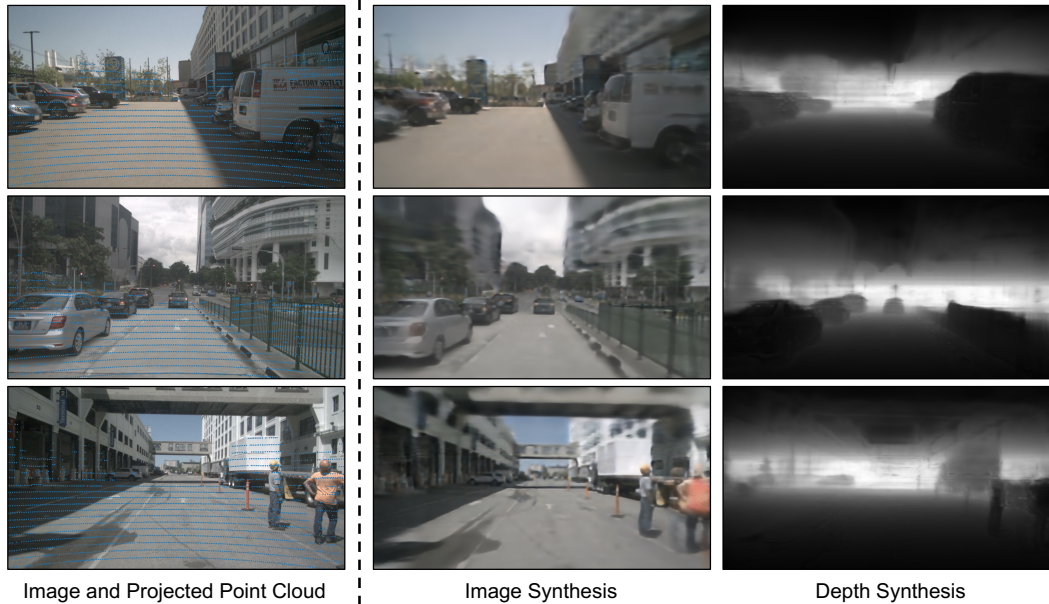 FACTORY OUTLET
Image and Projected Point Cloud
Image Synthesis
Depth Synthesis